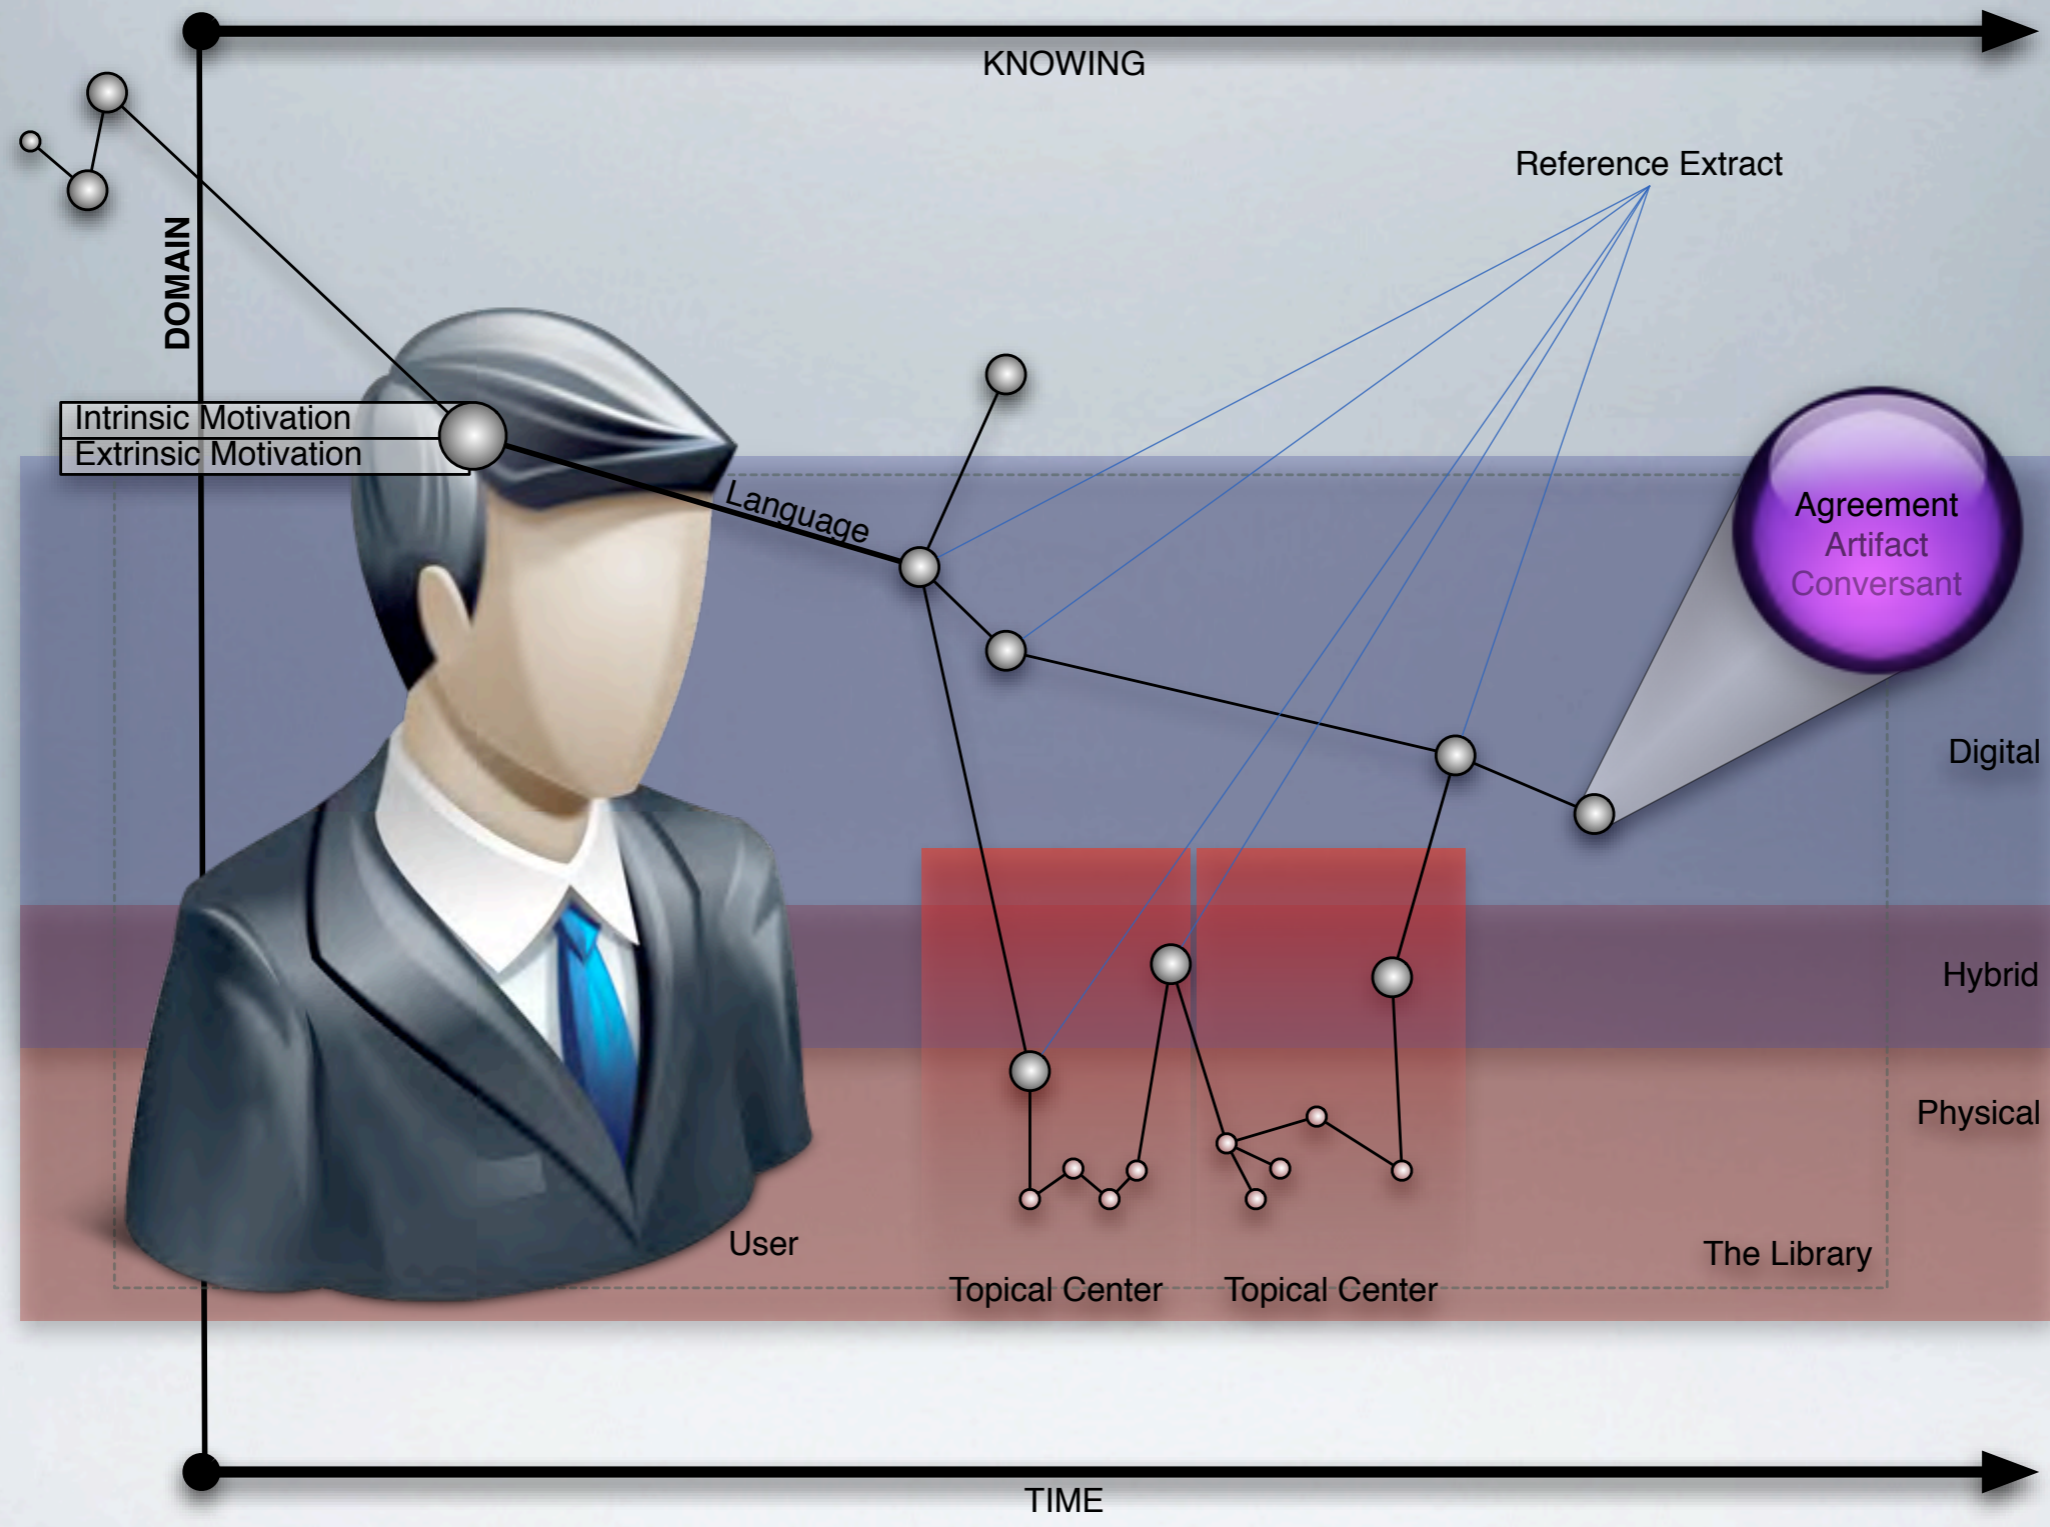 KNOWING
Reference Extract
DOMAIN
Intrinsic Motivation
Extrinsic Motivation
Language
Agreement
Artifact
Conversant
Digital
Hybrid
Physical
User
The Library
Topical Center
Topical Center
TIME